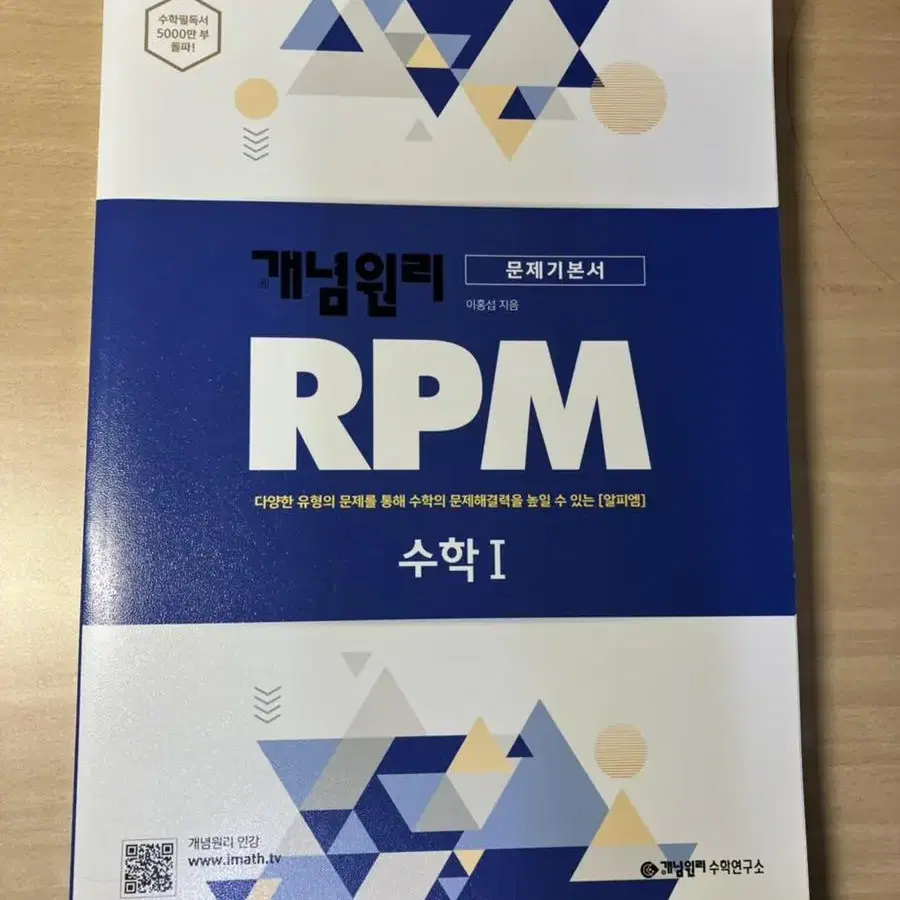 수학필독서
5000만 부
돌파!
개념원리
문제기본서
이홍섭 지음
RPM
다양한 유형의 문제를 통해 수학의 문제해결력을 높일 수 있는 [알피엠]
수학 I
개념원리 인강
www.imath.tv
개념원리 수학연구소